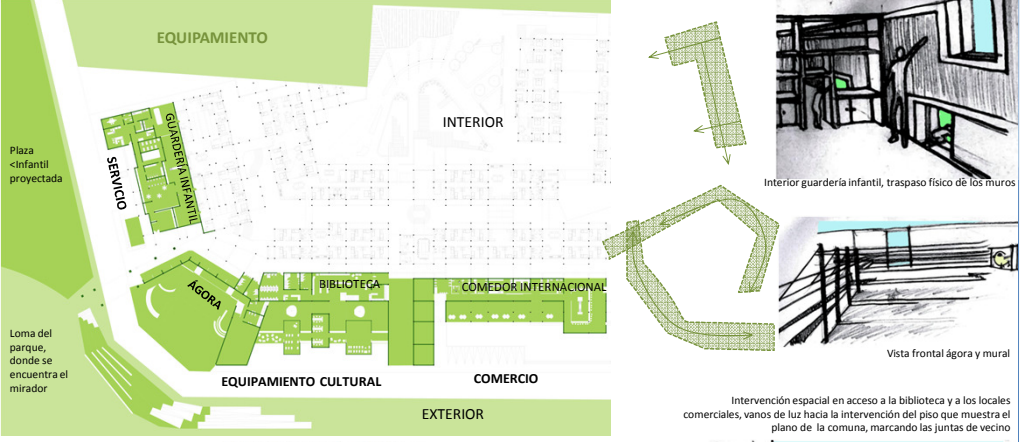 EQUIPAMIENTO
INTERIOR
Plaza
<Infantil
proyectada
SERVICIO
GUARDERÍA INFANTIL
ÁGORA
BIBLIOTECA
COMEDOR INTERNACIONAL
Loma del
parque,
donde se
encuentra el
mirador
EQUIPAMIENTO CULTURAL
COMERCIO
EXTERIOR
Interior guardería infantil, traspaso físico de los muros
Vista frontal ágora y mural
Intervención espacial en acceso a la biblioteca y a los locales
comerciales, vanos de luz hacia la intervención del piso que muestra el
plano de la comuna, marcando las juntas de vecino